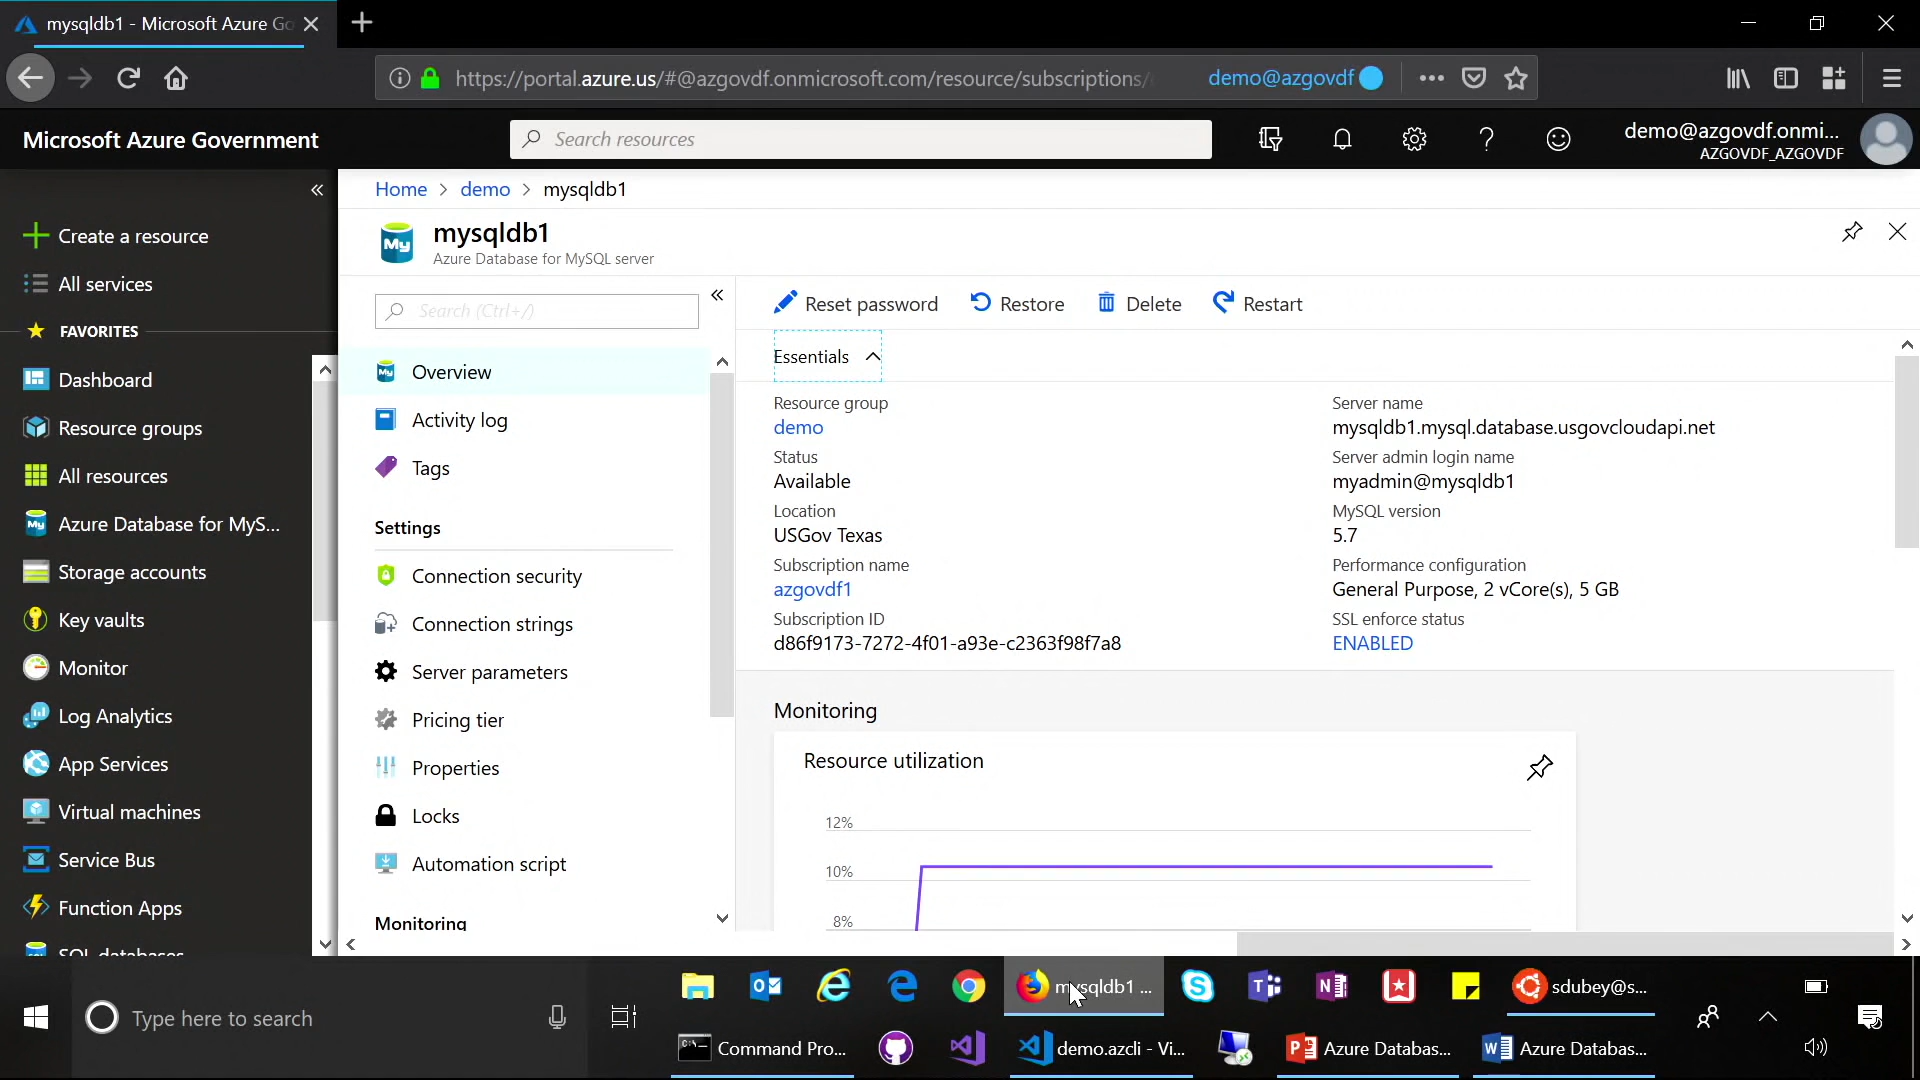 mysqldb1 - Microsoft Azure Go
https://portal.azure.us/#@azgovdf.onmicrosoft.com/resource/subscriptions/
demo@azgovdf
Microsoft Azure Government
Search resources
demo@azgovdf.onmi...
AZGOVDF_AZGOVDF
Create a resource
All services
FAVORITES
Dashboard
Resource groups
All resources
Azure Database for MyS...
Storage accounts
Key vaults
Monitor
Log Analytics
App Services
Virtual machines
Service Bus
Function Apps
SQL databases
Home > demo > mysqldb1
My
mysqldb1
Azure Database for MySQL server
Search (Ctrl+/)
Overview
Activity log
Tags
Settings
Connection security
Connection strings
Server parameters
Pricing tier
Properties
Locks
Automation script
Monitoring
Reset password
Restore
Delete
Restart
Essentials
Resource group
demo
Status
Available
Location
USGov Texas
Subscription name
azgovdf1
Subscription ID
d86f9173-7272-4f01-a93e-c2363f98f7a8
Server name
mysqldb1.mysql.database.usgovcloudapi.net
Server admin login name
myadmin@mysqldb1
MySQL version
5.7
Performance configuration
General Purpose, 2 vCore(s), 5 GB
SSL enforce status
ENABLED
Monitoring
Resource utilization
12%
10%
8%
Type here to search
mysqldb1 ...
sdubey@s...
Command Pro...
demo.azcli - Vi...
Azure Databas...
Azure Databas...